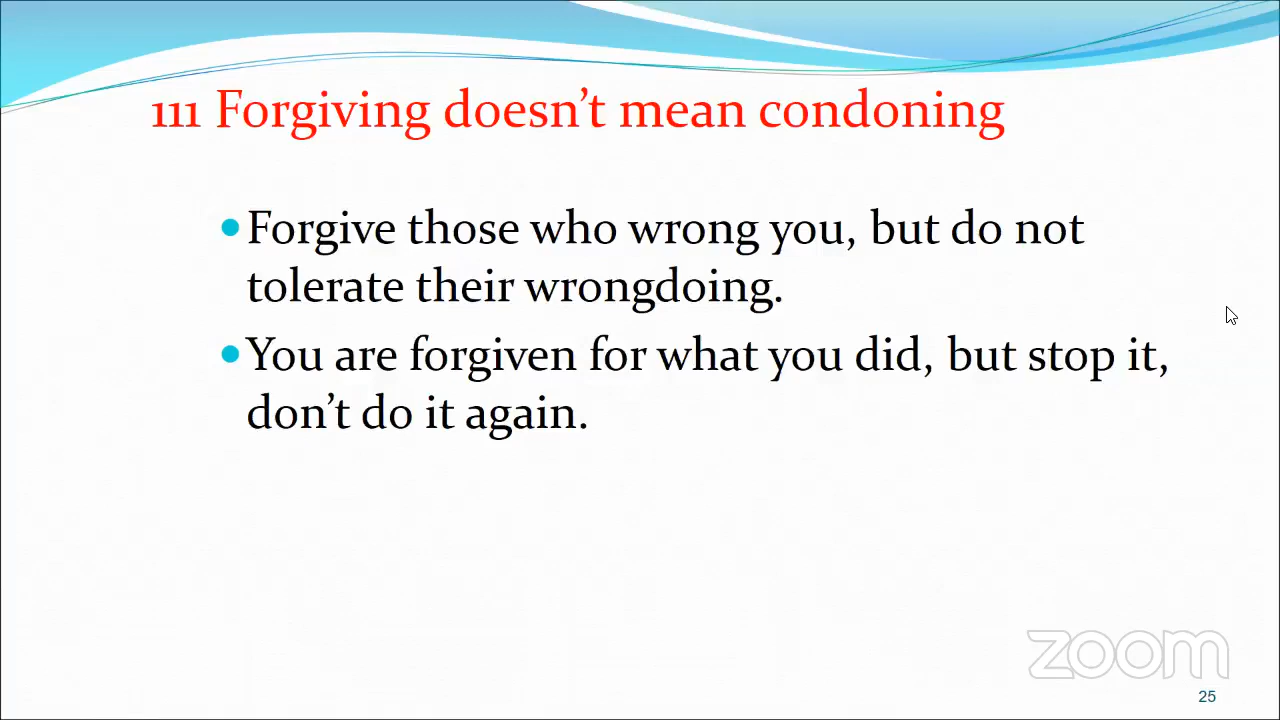 111 Forgiving doesn’t mean condoning
Forgive those who wrong you, but do not
tolerate their wrongdoing.
You are forgiven for what you did, but stop it,
don’t do it again.
zoom
25